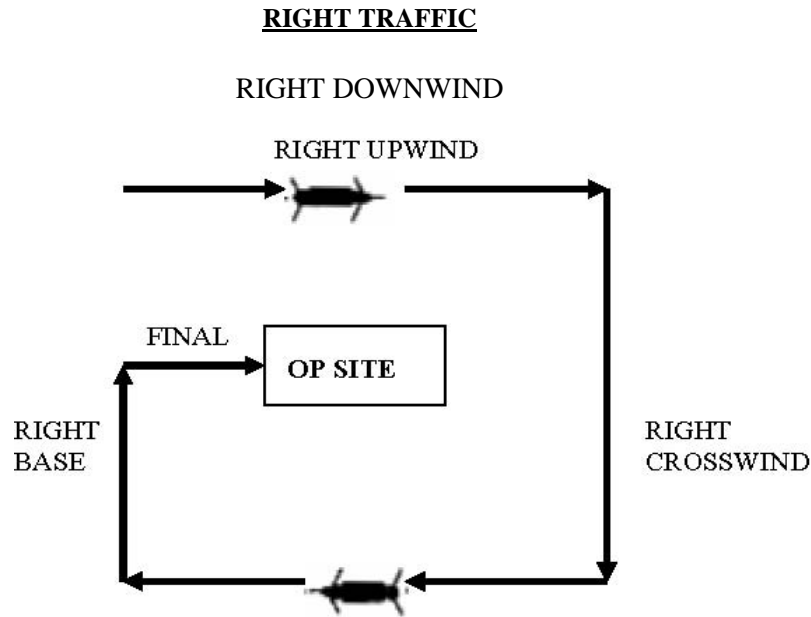 RIGHT TRAFFIC
RIGHT DOWNWIND
RIGHT UPWIND
FINAL
OP SITE
RIGHT
BASE
RIGHT
CROSSWIND